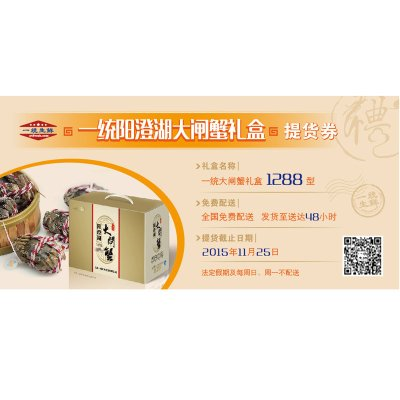 一统生鲜
一统阳澄湖大闸蟹礼盒 提货券
禮
礼盒名称
一统大闸蟹礼盒 1288 型
免费配送
全国免费配送 发货至送达48小时
提货截止日期
2015年11月25日
法定假期及每周日、周一不配送
一统生鲜
阳澄湖
大闸蟹